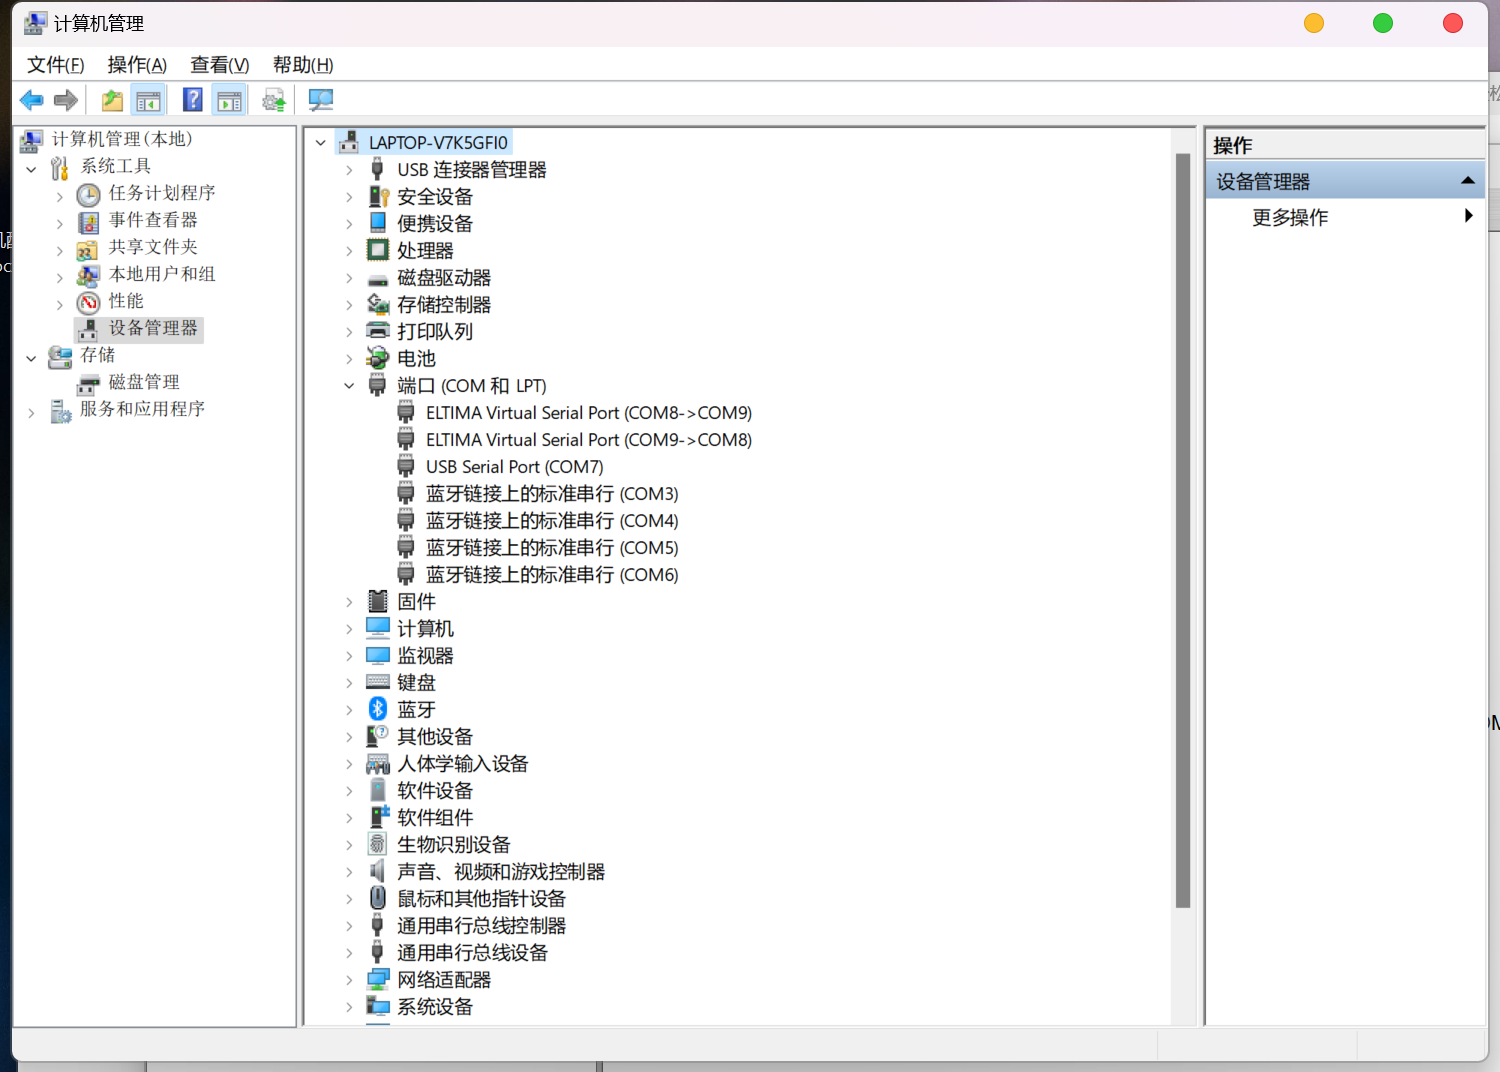 计算机管理
文件(F) 操作(A) 查看(V) 帮助(H)
计算机管理(本地)
系统工具
任务计划程序
事件查看器
共享文件夹
本地用户和组
性能
设备管理器
存储
磁盘管理
服务和应用程序
LAPTOP-V7K5GFI0
USB 连接器管理器
安全设备
便携设备
处理器
磁盘驱动器
存储控制器
打印队列
电池
端口 (COM 和 LPT)
ELTIMA Virtual Serial Port (COM8->COM9)
ELTIMA Virtual Serial Port (COM9->COM8)
USB Serial Port (COM7)
蓝牙链接上的标准串行 (COM3)
蓝牙链接上的标准串行 (COM4)
蓝牙链接上的标准串行 (COM5)
蓝牙链接上的标准串行 (COM6)
固件
计算机
监视器
键盘
蓝牙
其他设备
人体学输入设备
软件设备
软件组件
生物识别设备
声音、视频和游戏控制器
鼠标和其他指针设备
通用串行总线控制器
通用串行总线设备
网络适配器
系统设备
操作
设备管理器
更多操作